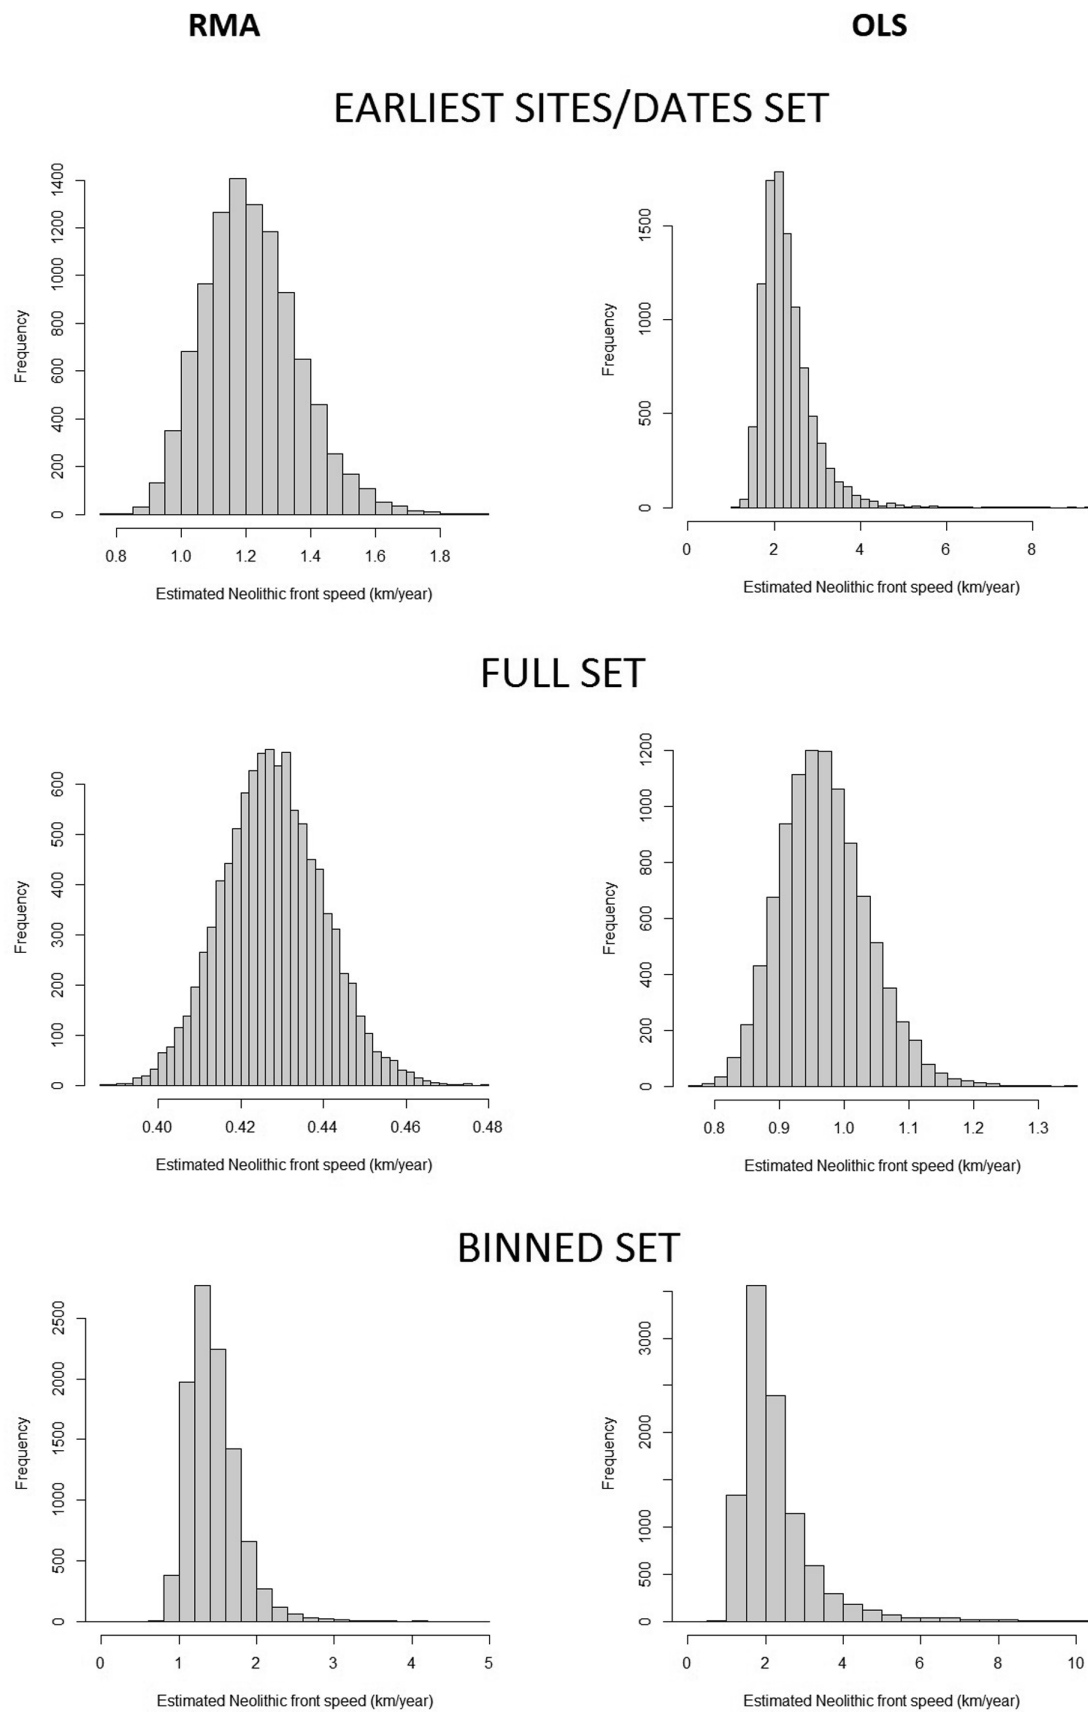 RMA OLS
EARLIEST SITES/DATES SET
Frequency
0 200 400 600 800 1000 1200 1400
0.8 1.0 1.2 1.4 1.6 1.8
Estimated Neolithic front speed (km/year)
Frequency
0 500 1000 1500
0 2 4 6 8
Estimated Neolithic front speed (km/year)
FULL SET
Frequency
0 100 200 300 400 500 600
0.40 0.42 0.44 0.46 0.48
Estimated Neolithic front speed (km/year)
Frequency
0 200 400 600 800 1000 1200
0.8 0.9 1.0 1.1 1.2 1.3
Estimated Neolithic front speed (km/year)
BINNED SET
Frequency
0 500 1000 1500 2000 2500
0 1 2 3 4 5
Estimated Neolithic front speed (km/year)
Frequency
0 500 1000 2000 3000
0 2 4 6 8 10
Estimated Neolithic front speed (km/year)